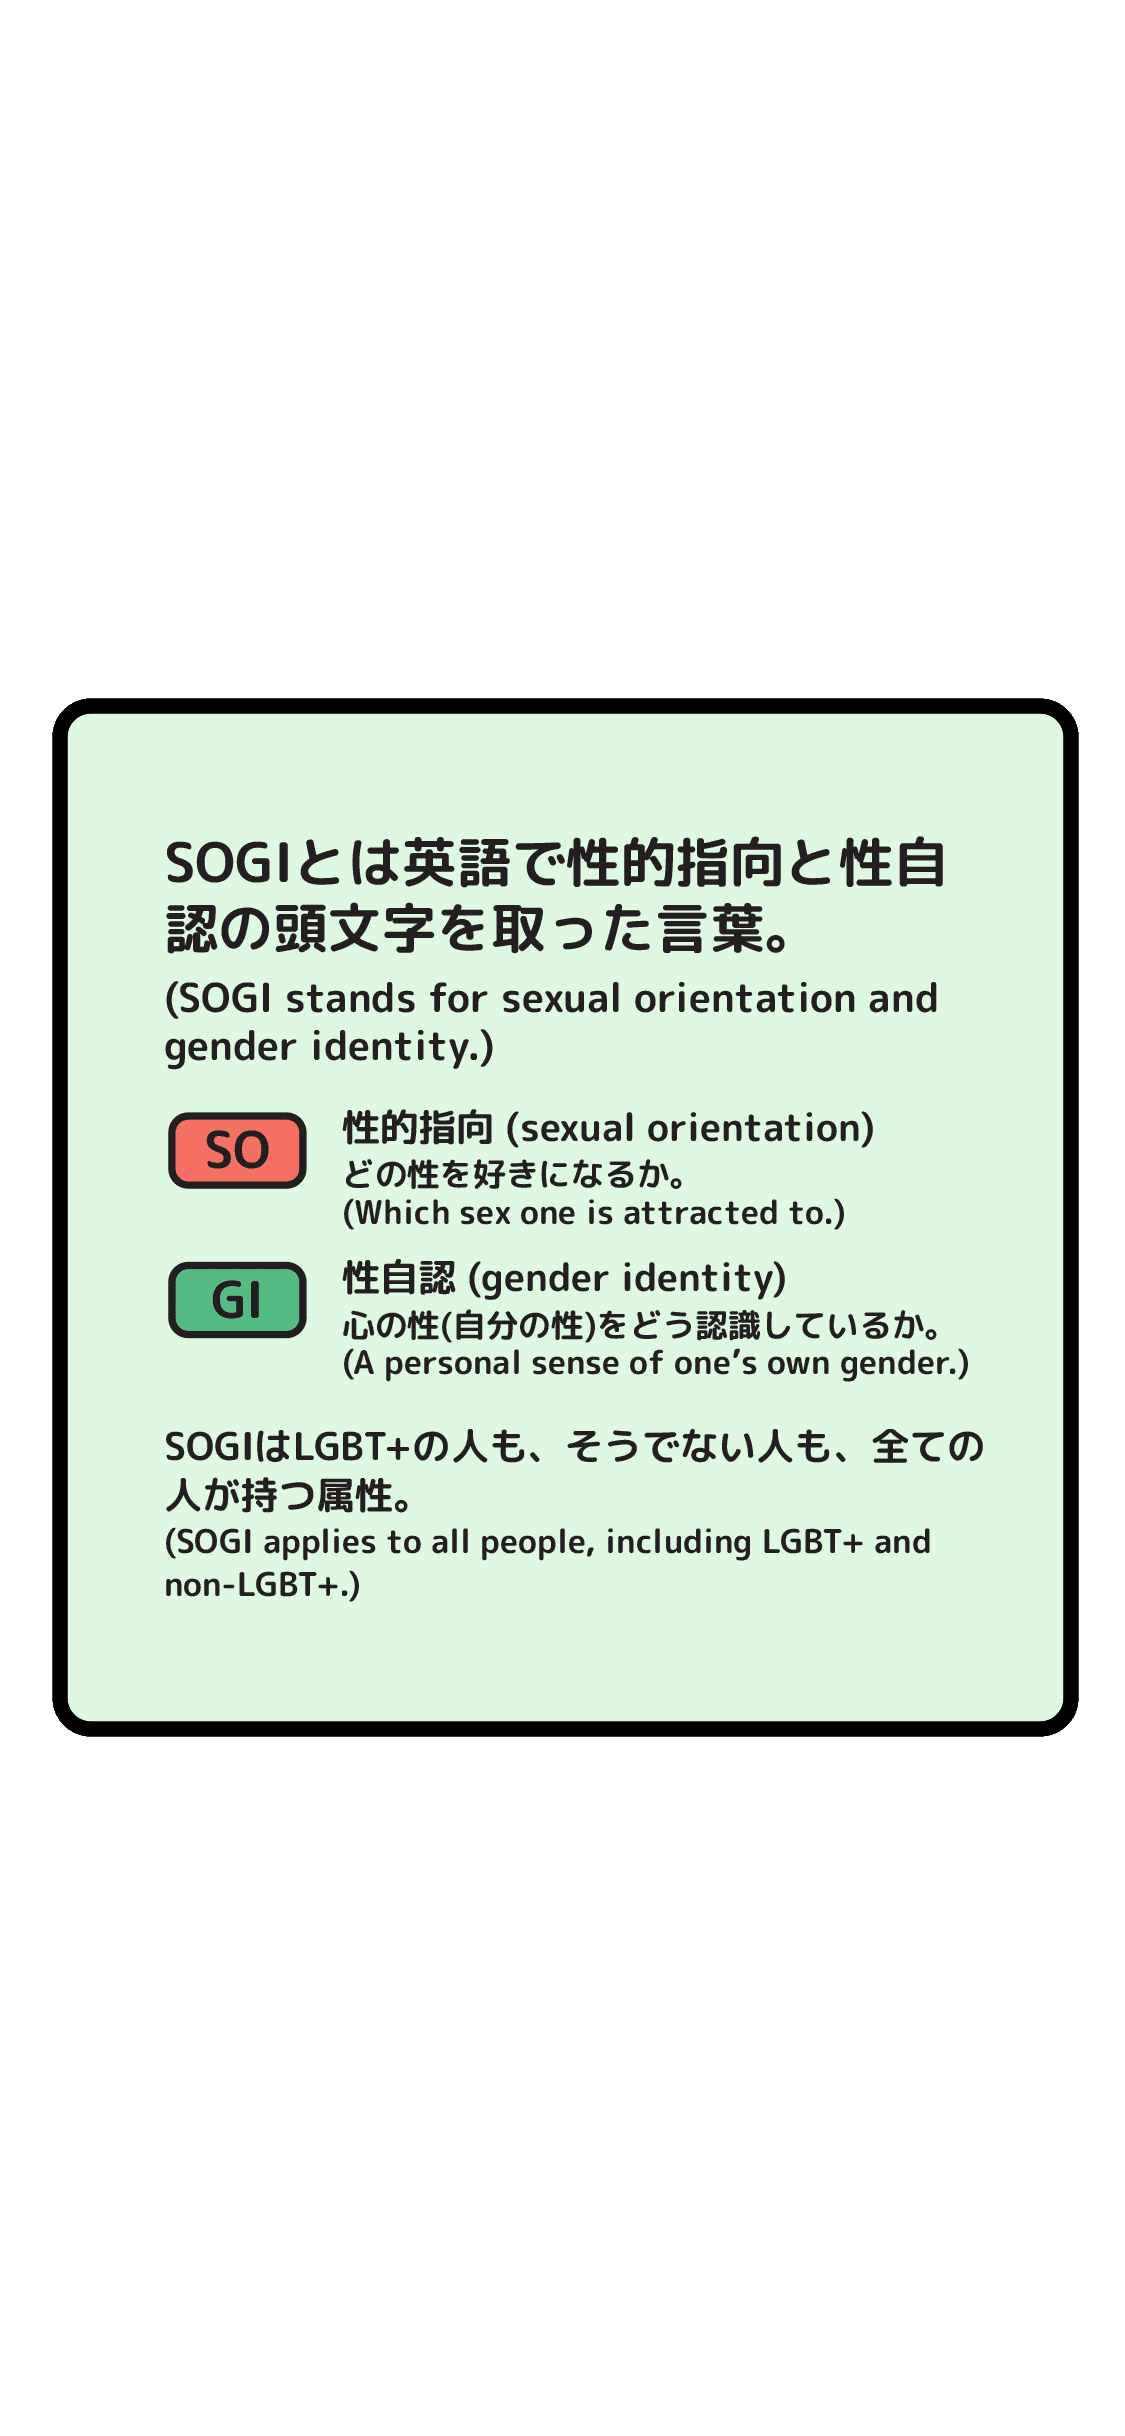 SOGIとは英語で性的指向と性自
認の頭文字を取った言葉。
(SOGI stands for sexual orientation and
gender identity.)
SO
性的指向 (sexual orientation)
どの性を好きになるか。
(Which sex one is attracted to.)
GI
性自認 (gender identity)
心の性(自分の性)をどう認識しているか。
(A personal sense of one’s own gender.)
SOGIはLGBT+の人も、そうでない人も、全ての
人が持つ属性。
(SOGI applies to all people, including LGBT+ and
non-LGBT+.)